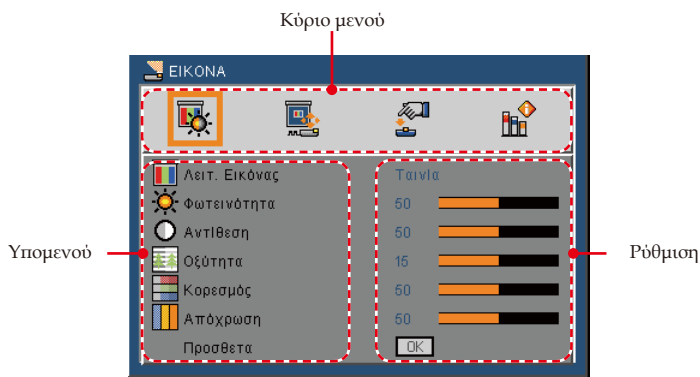 Κύριο μενού
ΕΙΚΟΝΑ
Λειτ. Εικόνας Ταινία
Φωτεινότητα 50
ΑντΙθεση 50
Υπομενού
Ρύθμιση
Οξύτητα 15
Κορεσμός 50
Απόχρωση 50
Προσθετα OK